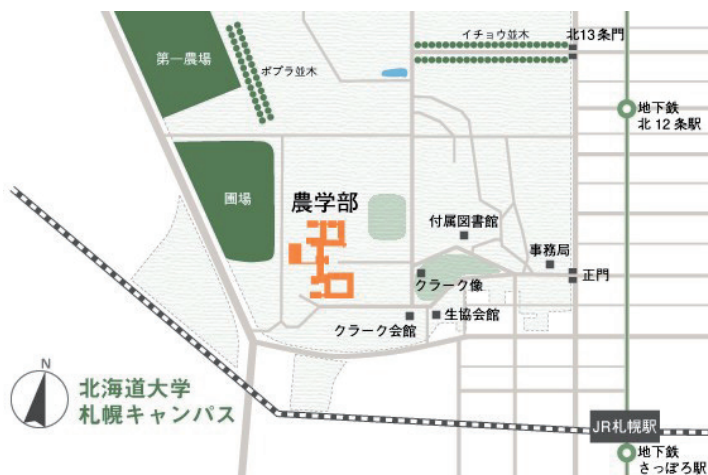 イチョウ並木
北13条門
第一農場
ポプラ並木
地下鉄
北12条駅
圃場
農学部
付属図書館
事務局
クラーク像
正門
生協会館
クラーク会館
N
北海道大学
札幌キャンパス
JR札幌駅
地下鉄
さっぽろ駅